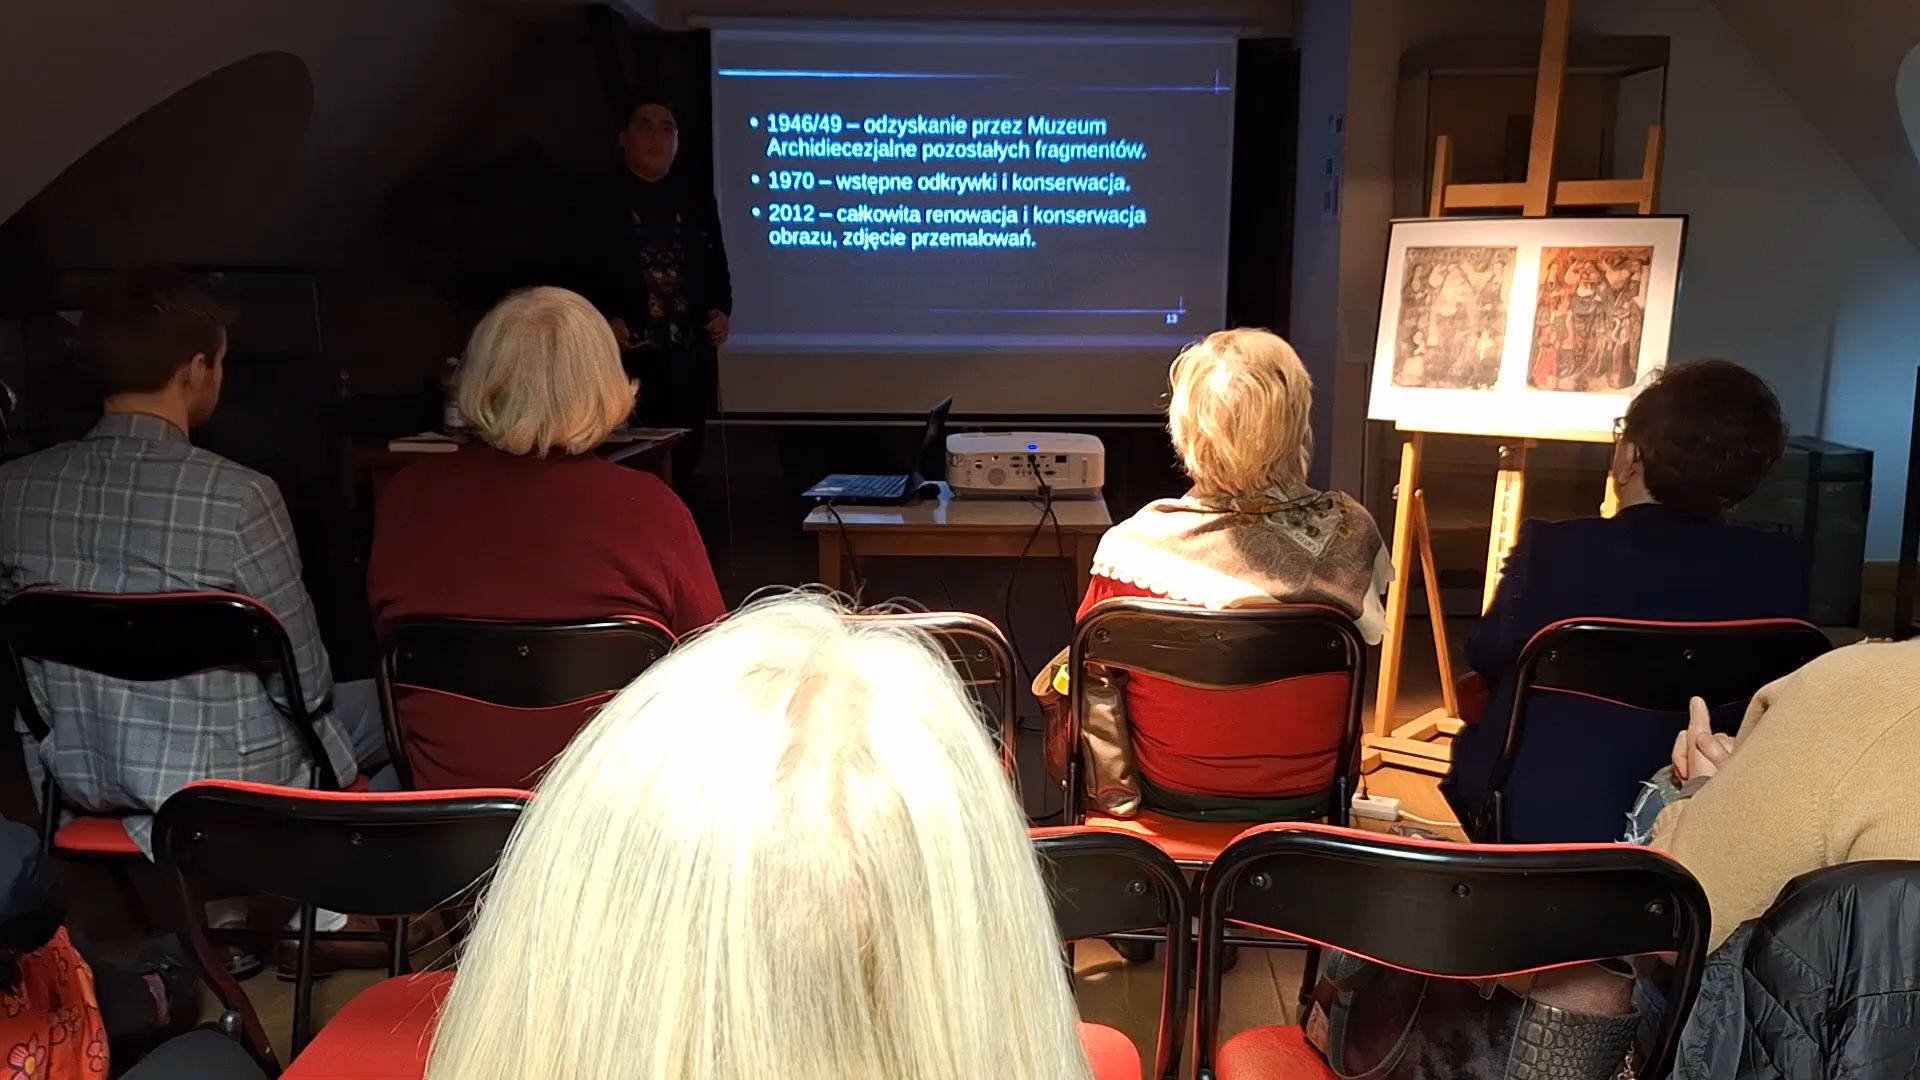 • 1946/49 – odzyskanie przez Muzeum
Archidiecezjalne pozostałych fragmentów.
• 1970 – wstępne odkrywki i konserwacja.
• 2012 – całkowita renowacja i konserwacja
obrazu, zdjęcie przemalowań.
13